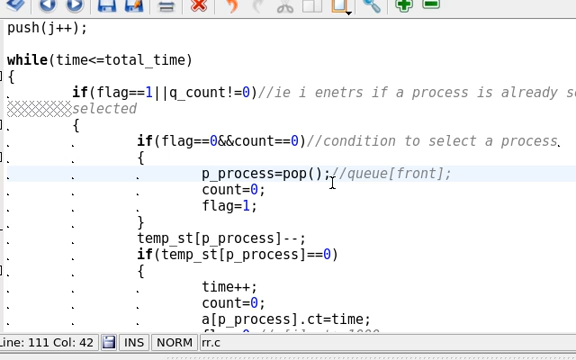 push(j++);
while(time<=total_time)
{
if(flag==1||q_count!=0)//ie i enetrs if a process is already
selected
{
if(flag==0&&count==0)//condition to select a process
{
p_process=pop();//queue[front];
count=0;
flag=1;
}
temp_st[p_process]--;
if(temp_st[p_process]==0)
{
time++;
count=0;
a[p_process].ct=time;
Line: 111 Col: 42 INS NORM rr.c